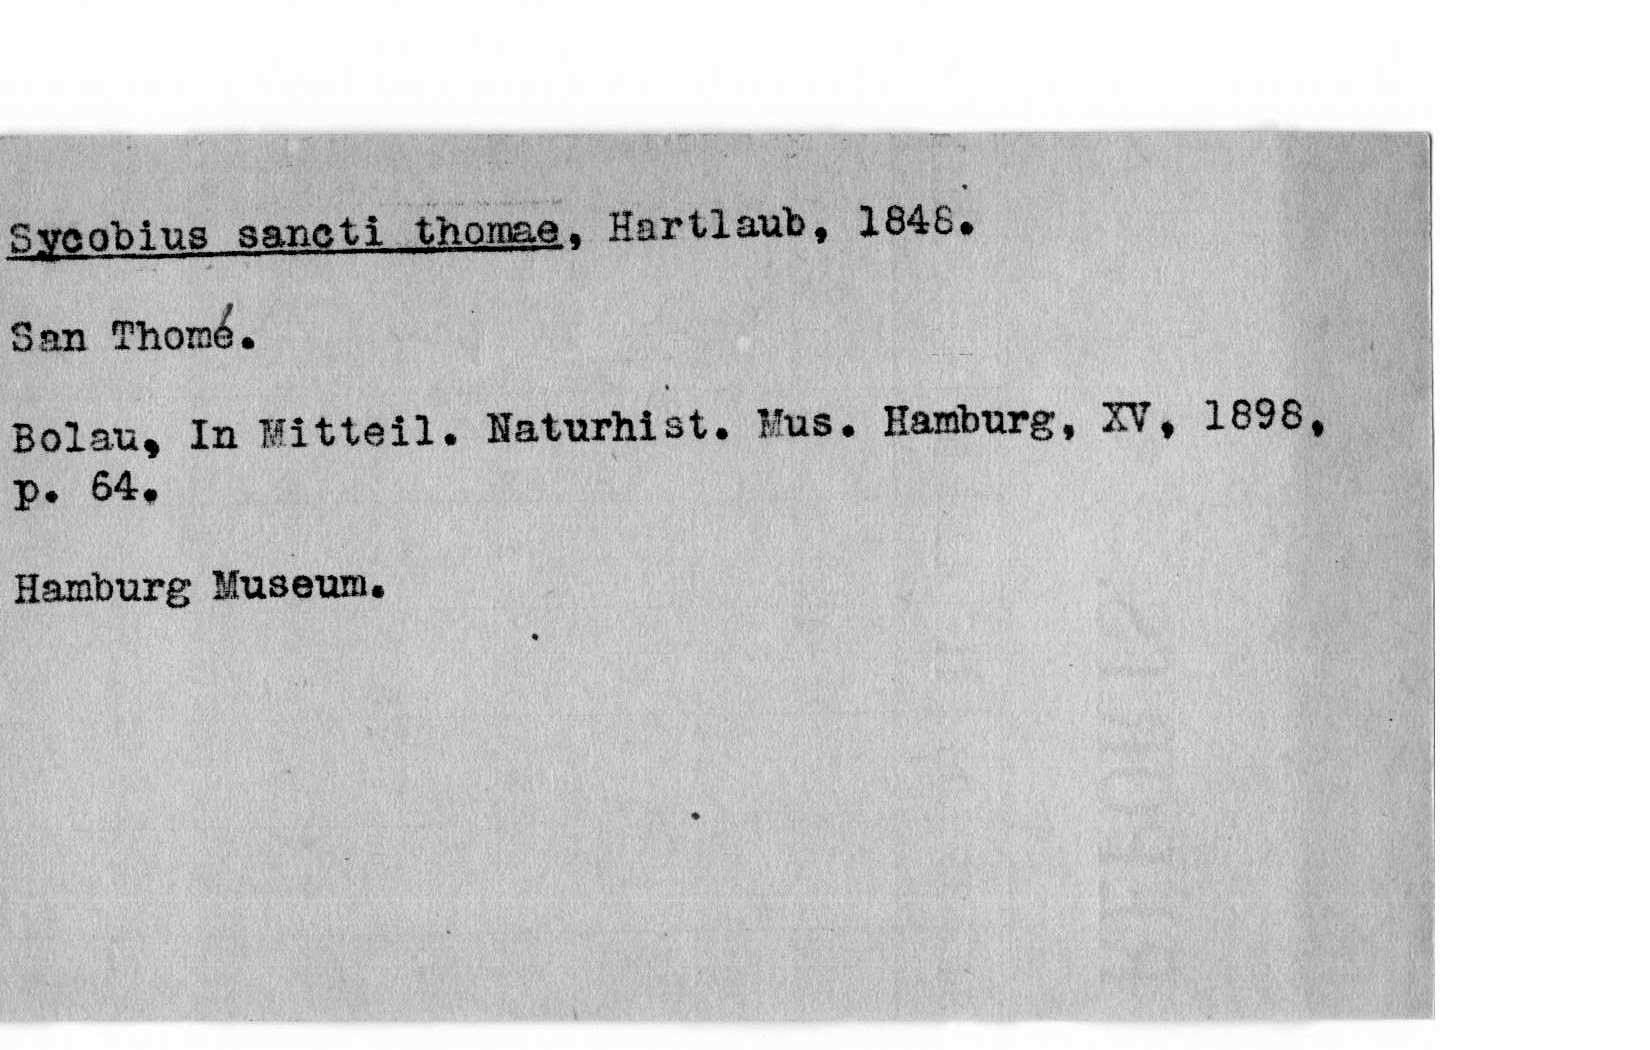 Sycobius sancti thomae, Hartlaub, 1848.
San Thomé.
Bolau, In Mitteil. Naturhist. Mus. Hamburg, XV, 1898,
p. 64.
Hamburg Museum.